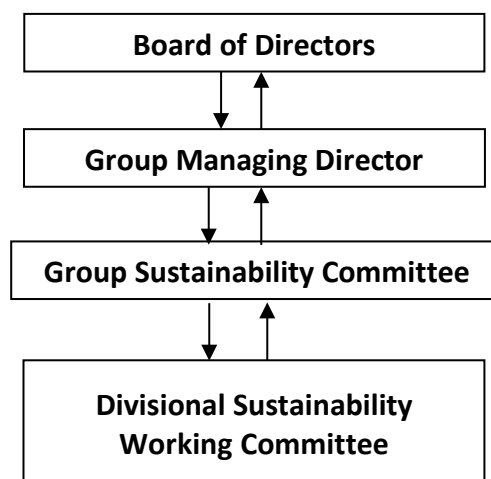 Board of Directors
Group Managing Director
Group Sustainability Committee
Divisional Sustainability
Working Committee